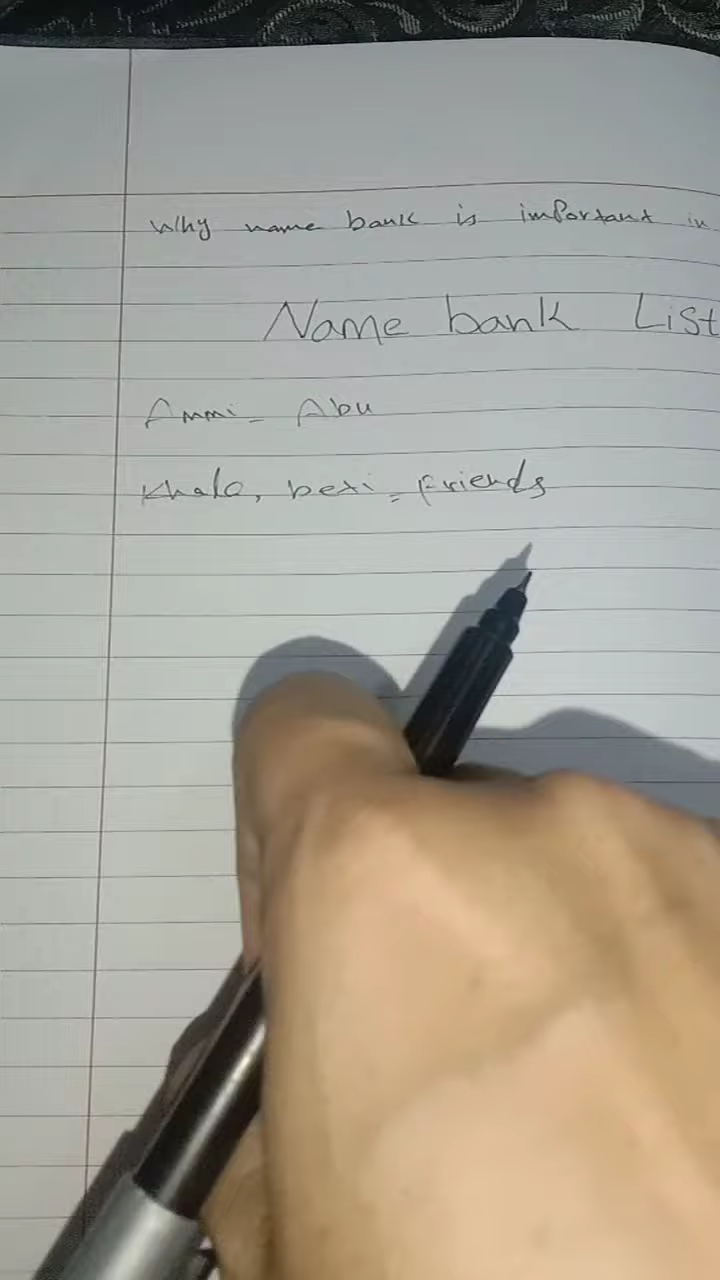 Why name bank is important in
Name bank List
Ammi - Abu
Khala, beti = friends